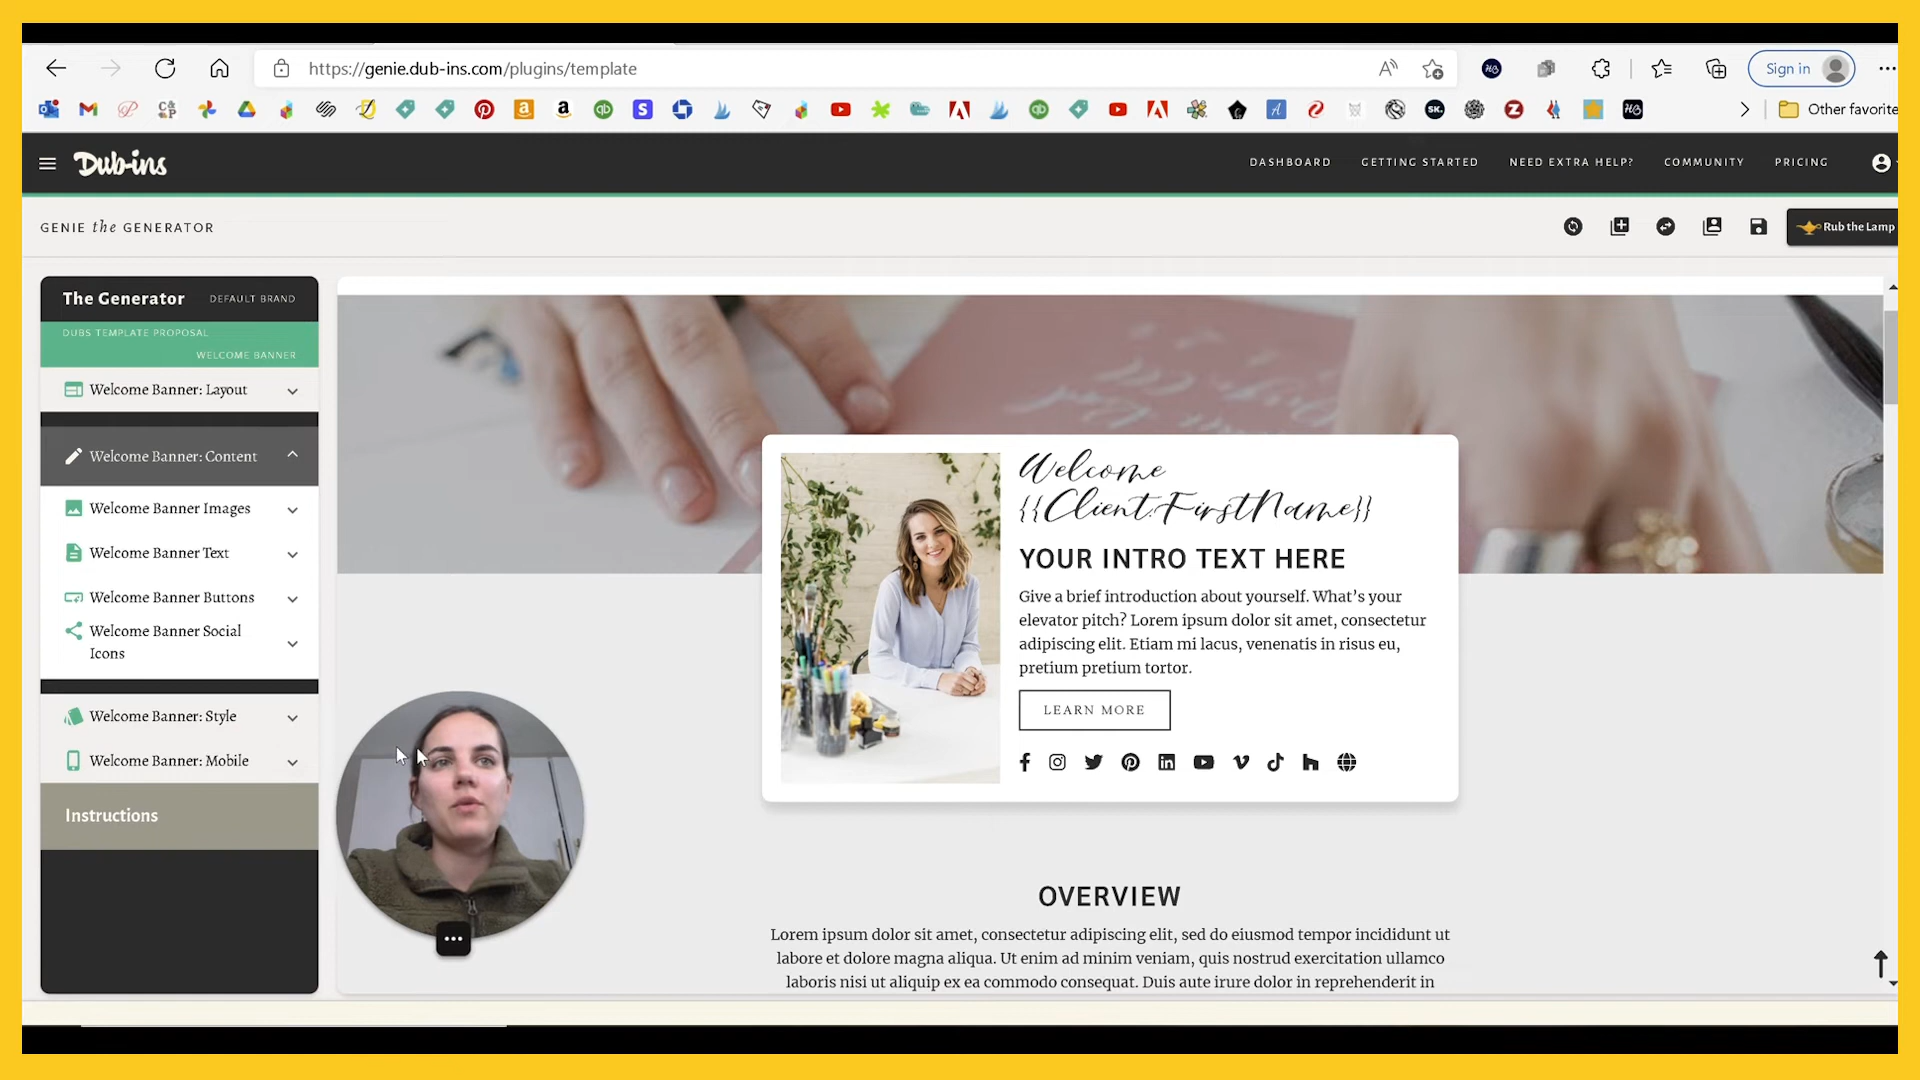 https://genie.dub-ins.com/plugins/template
Sign in
Other favorite
Dub-ins
DASHBOARD
GETTING STARTED
NEED EXTRA HELP?
COMMUNITY
PRICING
GENIE the GENERATOR
Rub the Lamp
The Generator
DEFAULT BRAND
DUBS TEMPLATE PROPOSAL
WELCOME BANNER
Welcome Banner: Layout
Welcome Banner: Content
Welcome Banner Images
Welcome Banner Text
Welcome Banner Buttons
Welcome Banner Social
Icons
Welcome Banner: Style
Welcome Banner: Mobile
Instructions
Welcome
{{Client.FirstName}}
YOUR INTRO TEXT HERE
Give a brief introduction about yourself. What's your
elevator pitch? Lorem ipsum dolor sit amet, consectetur
adipiscing elit. Etiam mi lacus, venenatis in risus eu,
pretium pretium tortor.
LEARN MORE
OVERVIEW
Lorem ipsum dolor sit amet, consectetur adipiscing elit, sed do eiusmod tempor incididunt ut
labore et dolore magna aliqua. Ut enim ad minim veniam, quis nostrud exercitation ullamco
laboris nisi ut aliquip ex ea commodo consequat. Duis aute irure dolor in reprehenderit in